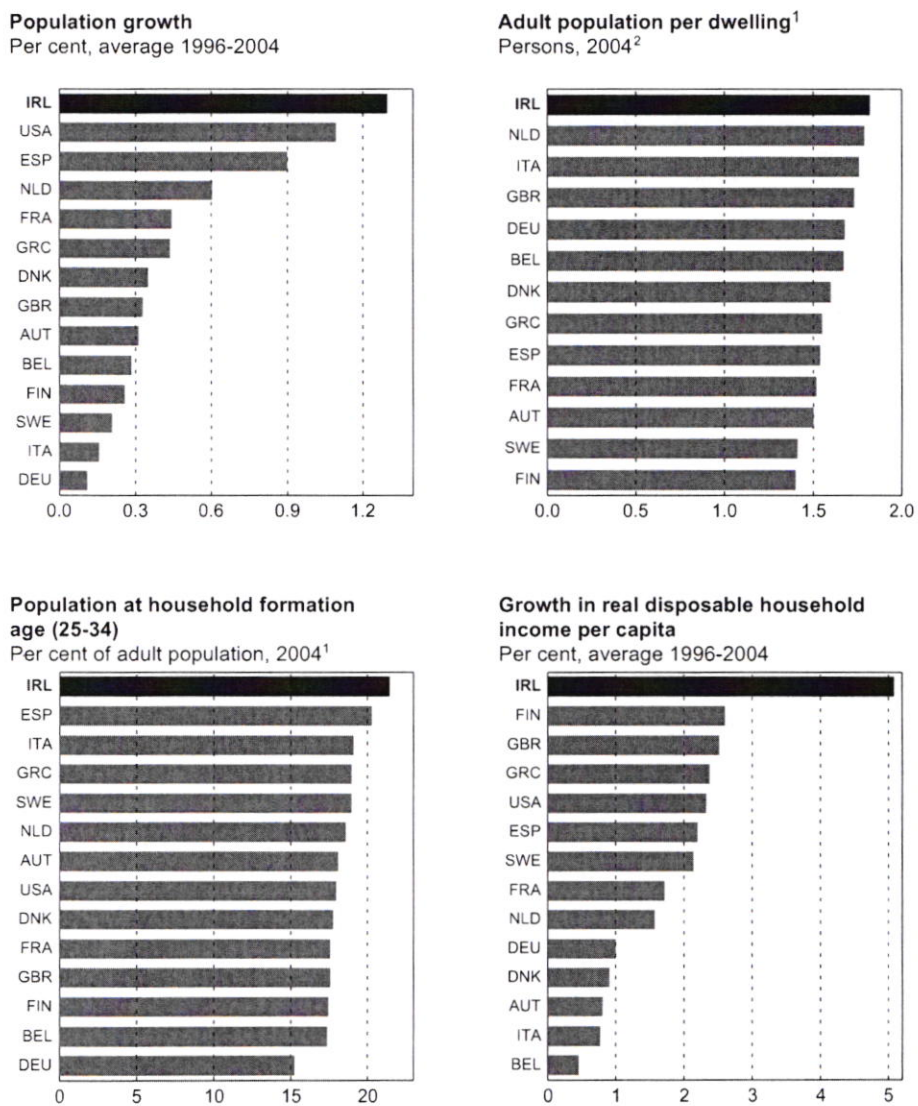 Population growth
Per cent, average 1996-2004
IRL
USA
ESP
NLD
FRA
GRC
DNK
GBR
AUT
BEL
FIN
SWE
ITA
DEU
0.0 0.3 0.6 0.9 1.2
Adult population per dwelling¹
Persons, 2004²
IRL
NLD
ITA
GBR
DEU
BEL
DNK
GRC
ESP
FRA
AUT
SWE
FIN
0.0 0.5 1.0 1.5 2.0
Population at household formation
age (25-34)
Per cent of adult population, 2004¹
IRL
ESP
ITA
GRC
SWE
NLD
AUT
USA
DNK
FRA
GBR
FIN
BEL
DEU
0 5 10 15 20
Growth in real disposable household
income per capita
Per cent, average 1996-2004
IRL
FIN
GBR
GRC
USA
ESP
SWE
FRA
NLD
DEU
DNK
AUT
ITA
BEL
0 1 2 3 4 5